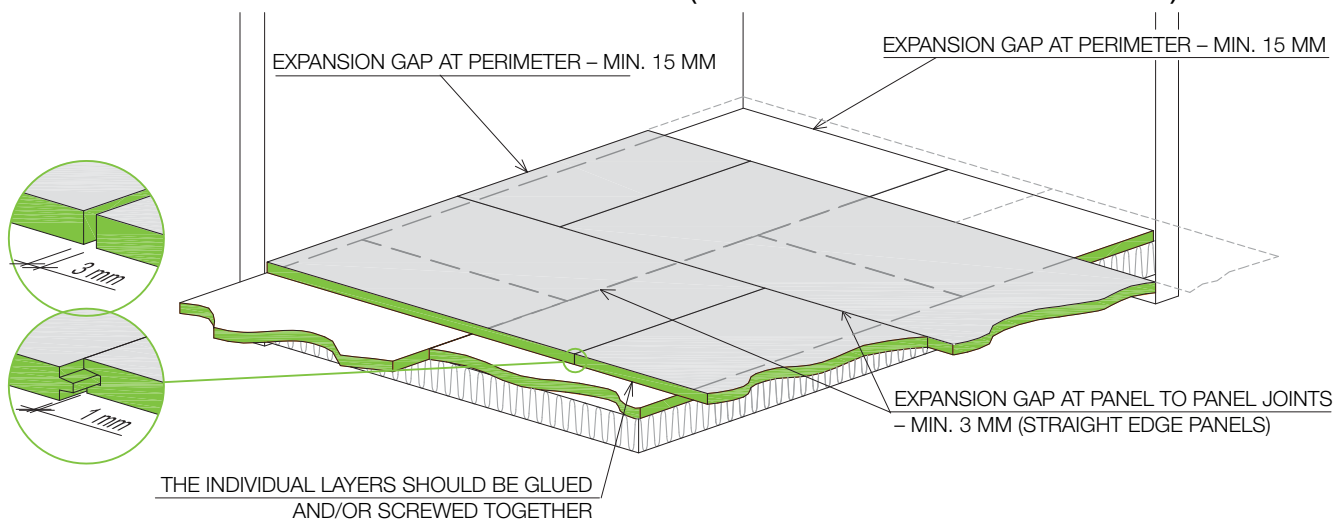 EXPANSION GAP AT PERIMETER – MIN. 15 MM
EXPANSION GAP AT PERIMETER – MIN. 15 MM
3 mm
1 mm
EXPANSION GAP AT PANEL TO PANEL JOINTS
– MIN. 3 MM (STRAIGHT EDGE PANELS)
THE INDIVIDUAL LAYERS SHOULD BE GLUED
AND/OR SCREWED TOGETHER